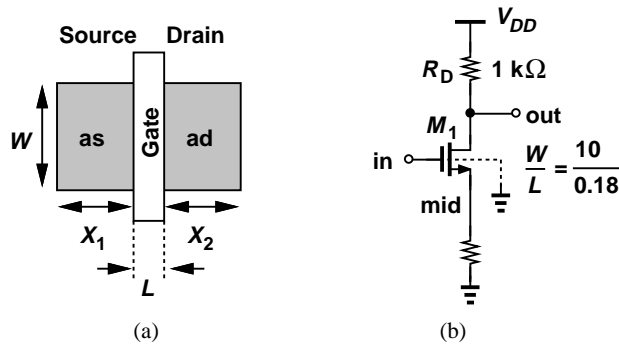 Source Drain
W
as
Gate
ad
X1
X2
L
(a)
VDD
RD 1 kΩ
out
M1
in
W/L = 10/0.18
mid
(b)